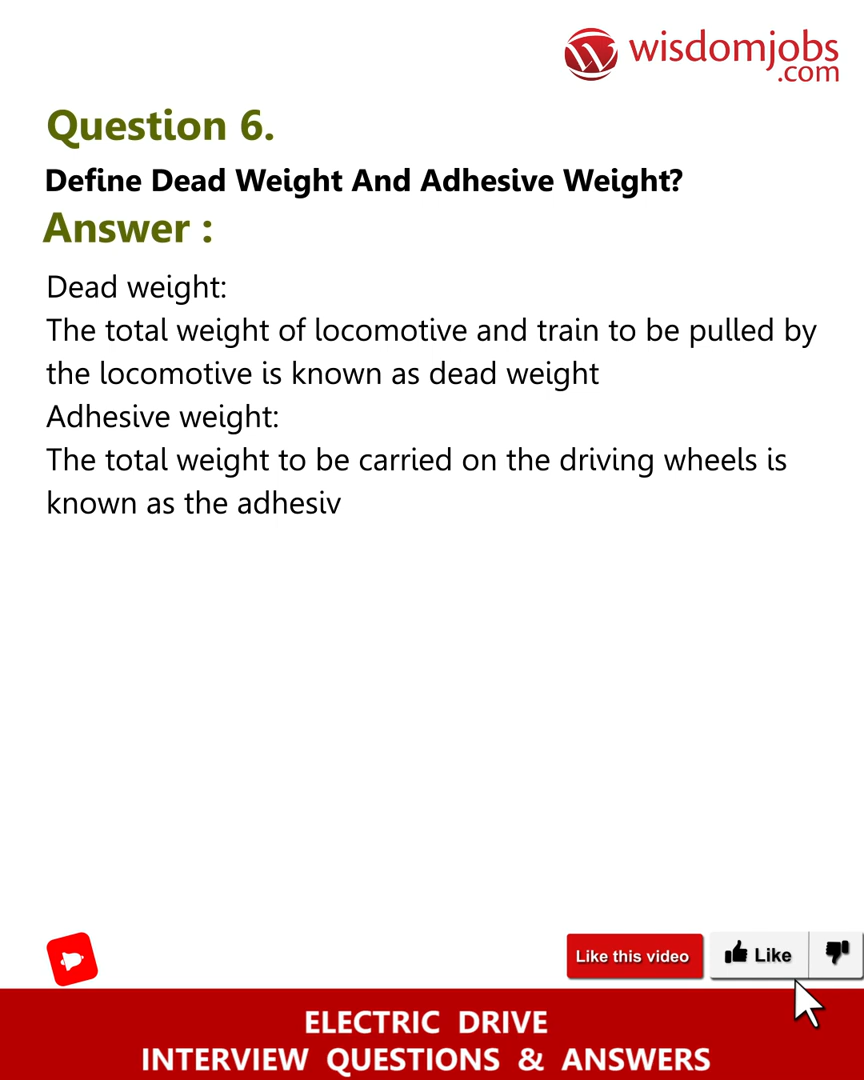 wisdomjobs
.com
Question 6.
Define Dead Weight And Adhesive Weight?
Answer :
Dead weight:
The total weight of locomotive and train to be pulled by
the locomotive is known as dead weight
Adhesive weight:
The total weight to be carried on the driving wheels is
known as the adhesiv
Like this video
Like
ELECTRIC DRIVE
INTERVIEW QUESTIONS & ANSWERS